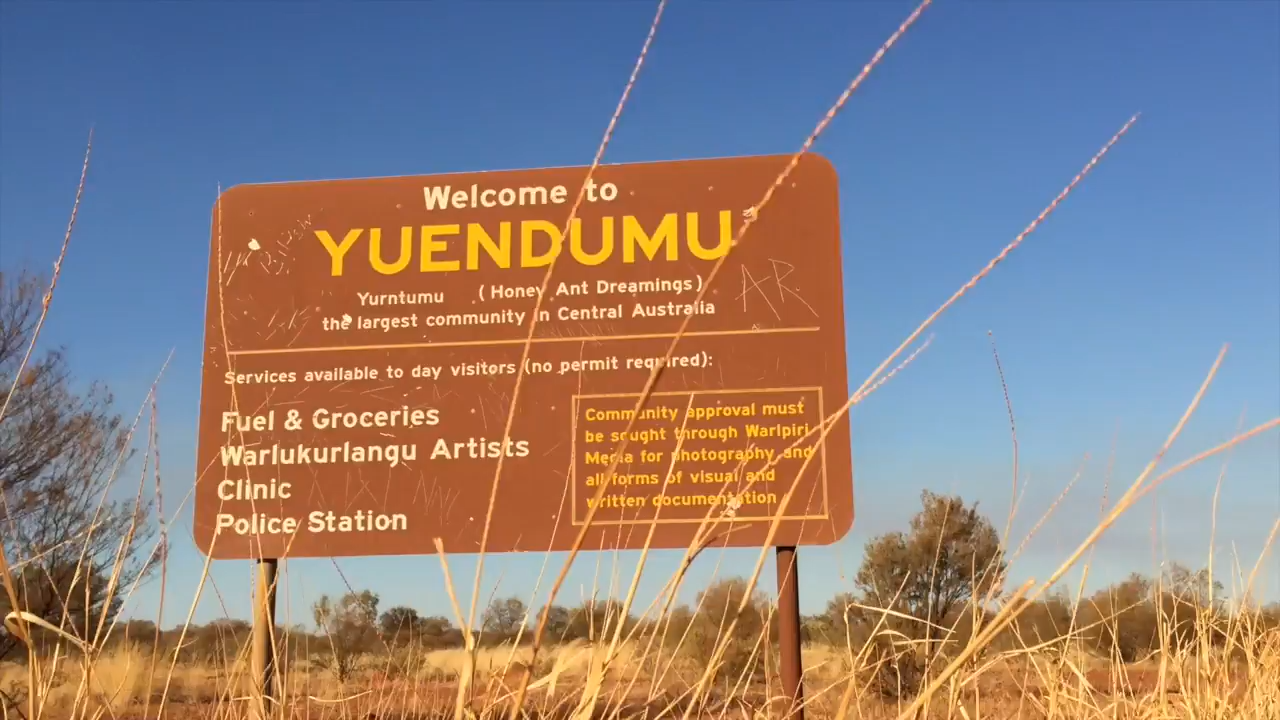 Welcome to
YUENDUMU
Yurntumu (Honey Ant Dreamings)
the largest community in Central Australia
Services available to day visitors (no permit required):
Fuel & Groceries
Warlukurlangu Artists
Clinic
Police Station
Community approval must
be sought through Warlpiri
Media for photography and
all forms of visual and
written documentation
AR